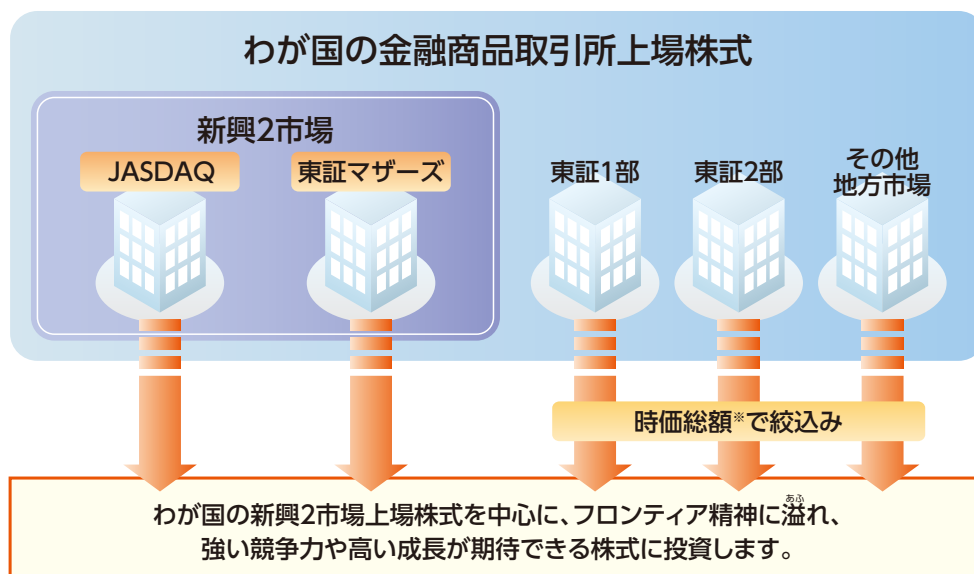 わが国の金融商品取引所上場株式
新興2市場
JASDAQ
東証マザーズ
東証1部
東証2部
その他
地方市場
時価総額※で絞込み
あふ
わが国の新興2市場上場株式を中心に、フロンティア精神に溢れ、
強い競争力や高い成長が期待できる株式に投資します。